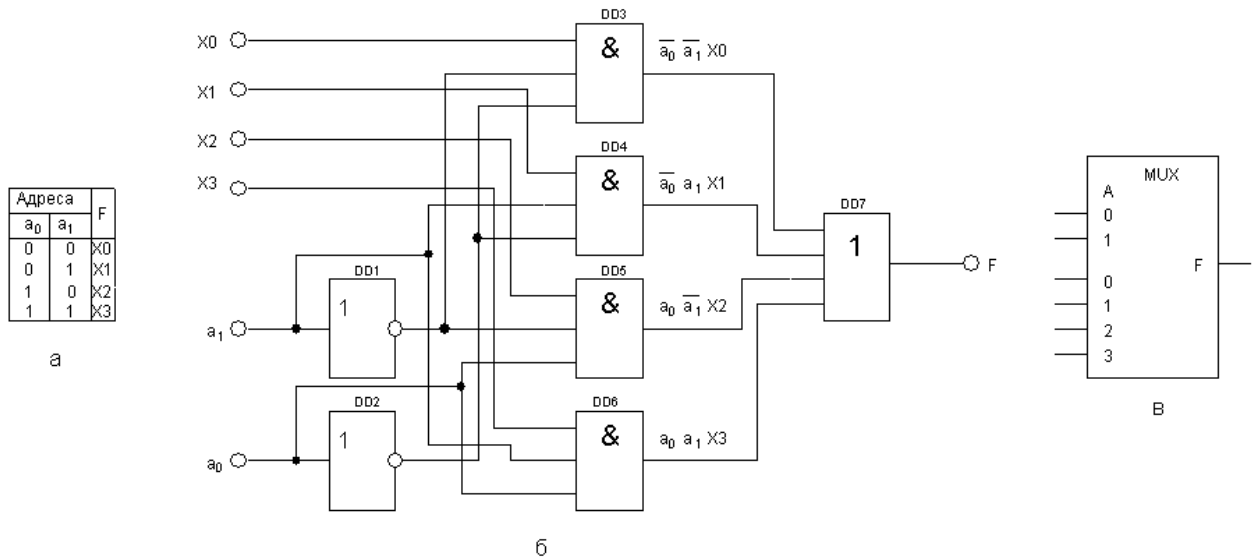 Адреса F
a0 a1
0 0 X0
0 1 X1
1 0 X2
1 1 X3
а
X0
X1
X2
X3
a1
a0
DD1
1
DD2
1
DD3
&
a̅0 a̅1 X0
DD4
&
a̅0 a1 X1
DD5
&
a0 a̅1 X2
DD6
&
a0 a1 X3
DD7
1
F
б
MUX
A
0
1
F
0
1
2
3
в